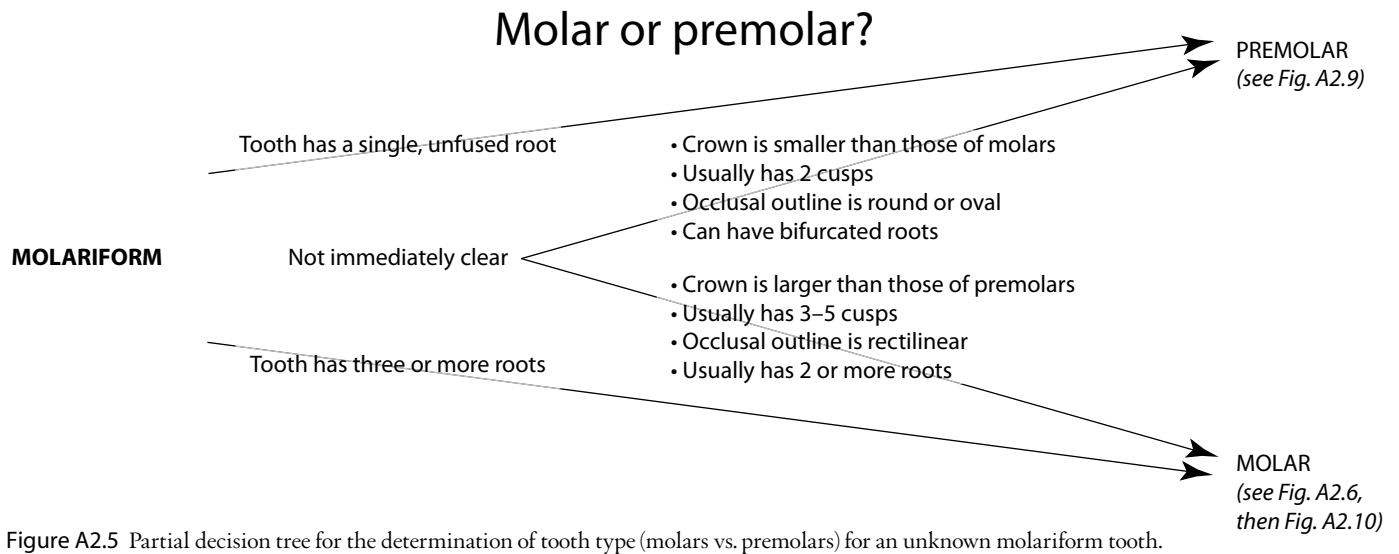 Molar or premolar?
PREMOLAR
(see Fig. A2.9)
Tooth has a single, unfused root
• Crown is smaller than those of molars
• Usually has 2 cusps
• Occlusal outline is round or oval
• Can have bifurcated roots
MOLARIFORM
Not immediately clear
• Crown is larger than those of premolars
• Usually has 3–5 cusps
• Occlusal outline is rectilinear
• Usually has 2 or more roots
Tooth has three or more roots
MOLAR
(see Fig. A2.6,
then Fig. A2.10)
Figure A2.5 Partial decision tree for the determination of tooth type (molars vs. premolars) for an unknown molariform tooth.